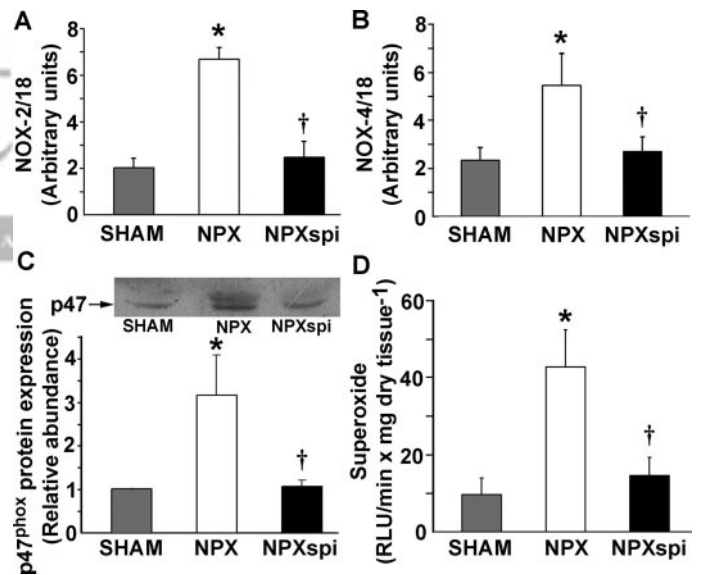 A
NOX-2/18
(Arbitrary units)
8
6
4
2
0
*
†
SHAM NPX NPXspi
B
NOX-4/18
(Arbitrary units)
8
6
4
2
0
*
†
SHAM NPX NPXspi
C
p47
SHAM NPX NPXspi
p47phox protein expression
(Relative abundance)
4
3
2
1
0
*
†
SHAM NPX NPXspi
D
Superoxide
(RLU/min x mg dry tissue-1)
60
40
20
10
0
*
†
SHAM NPX NPXspi